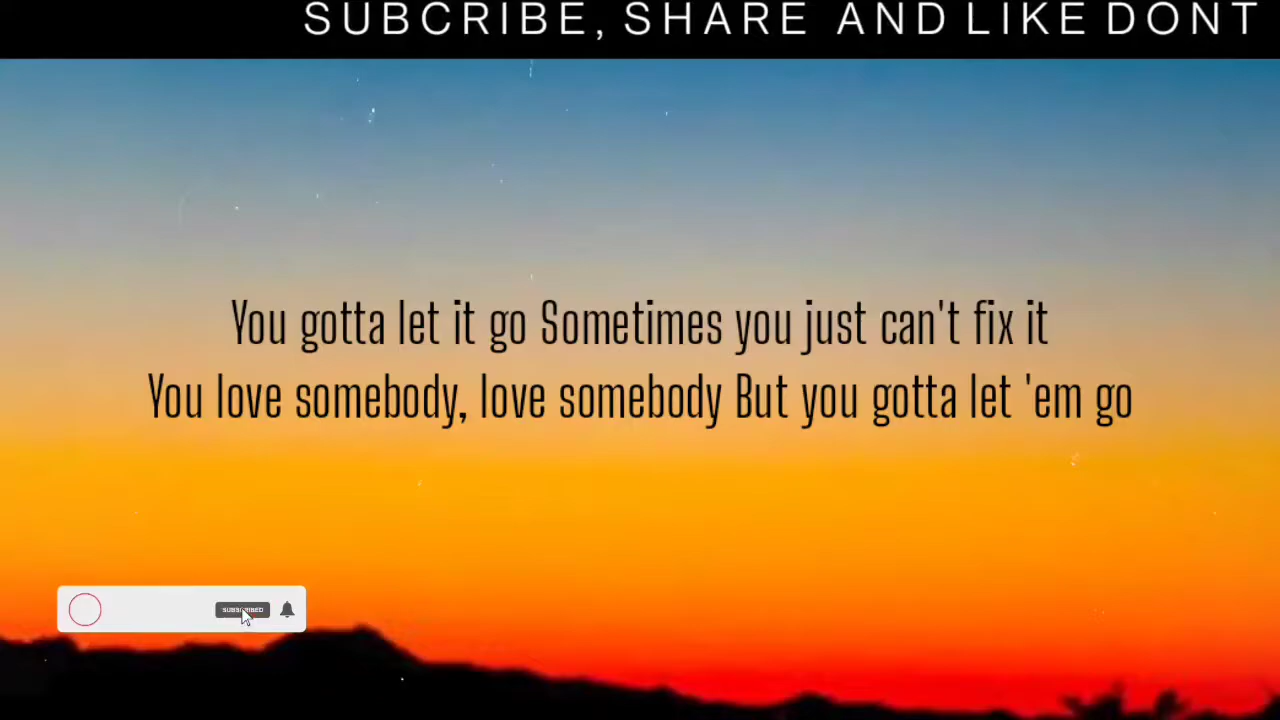 SUBCRIBE, SHARE AND LIKE DONT
You gotta let it go Sometimes you just can't fix it
You love somebody, love somebody But you gotta let 'em go
SUBSCRIBED